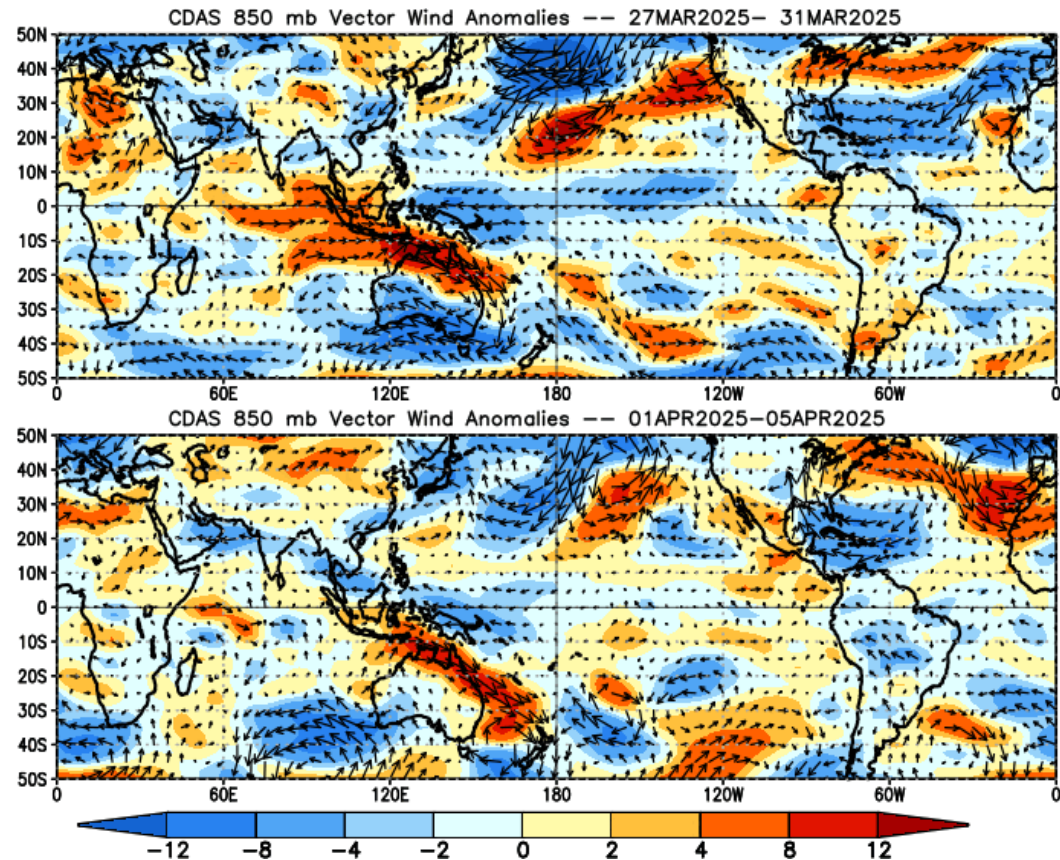 CDAS 850 mb Vector Wind Anomalies -- 27MAR2025- 31MAR2025
50N
40N
30N
20N
10N
0
10S
20S
30S
40S
50S
0 60E 120E 180 120W 60W 0
CDAS 850 mb Vector Wind Anomalies -- 01APR2025-05APR2025
50N
40N
30N
20N
10N
0
10S
20S
30S
40S
50S
0 60E 120E 180 120W 60W 0
-12 -8 -4 -2 0 2 4 8 12